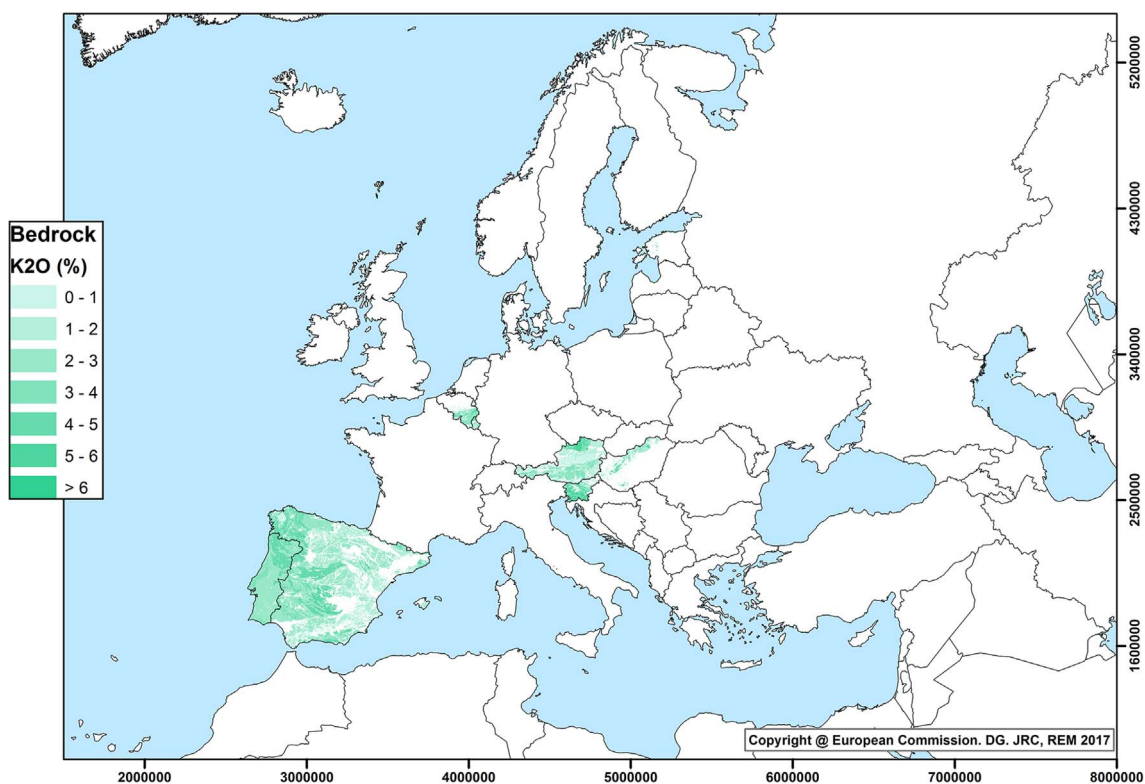 Bedrock
K2O (%)
0 - 1
1 - 2
2 - 3
3 - 4
4 - 5
5 - 6
> 6
5200000
4300000
3400000
2500000
1600000
Copyright @ European Commission. DG. JRC, REM 2017
2000000 3000000 4000000 5000000 6000000 7000000 8000000